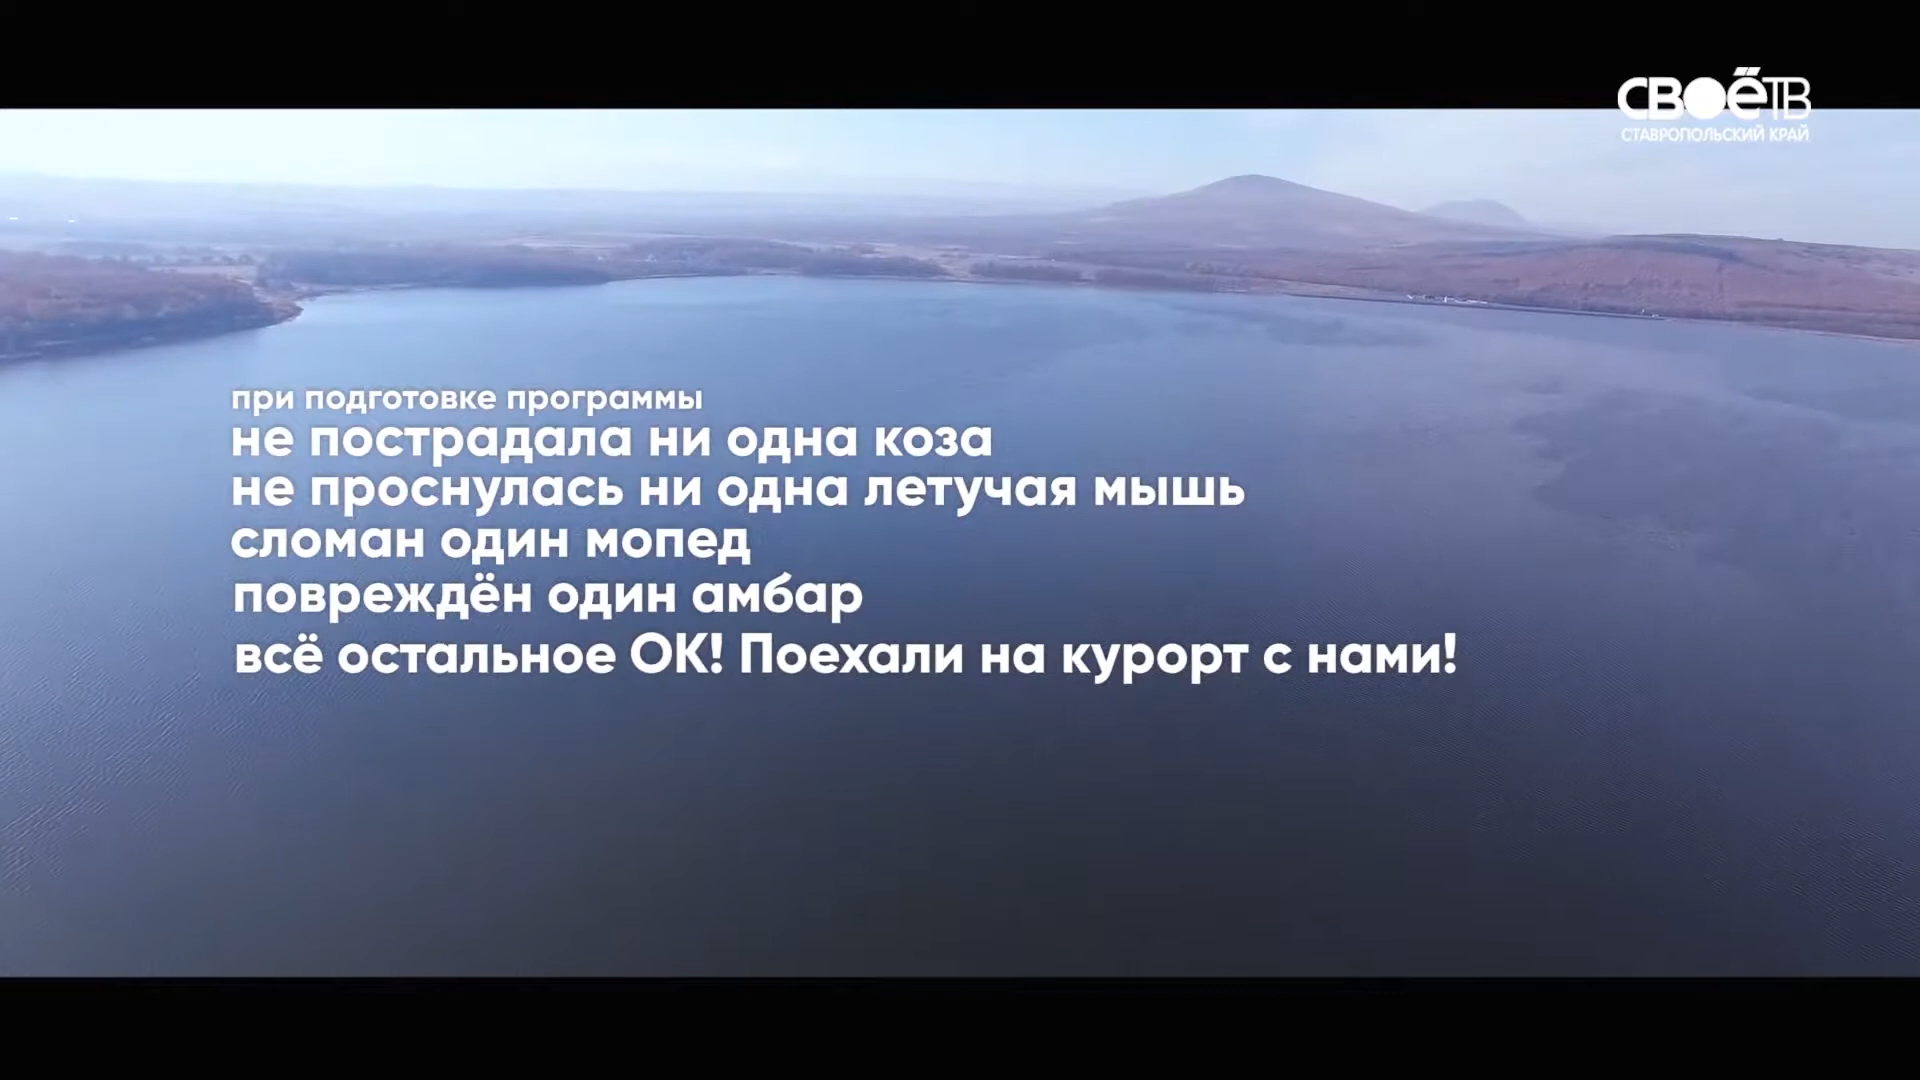 СВОЁТВ
СТАВРОПОЛЬСКИЙ КРАЙ
при подготовке программы
не пострадала ни одна коза
не проснулась ни одна летучая мышь
сломан один мопед
повреждён один амбар
всё остальное ОК! Поехали на курорт с нами!